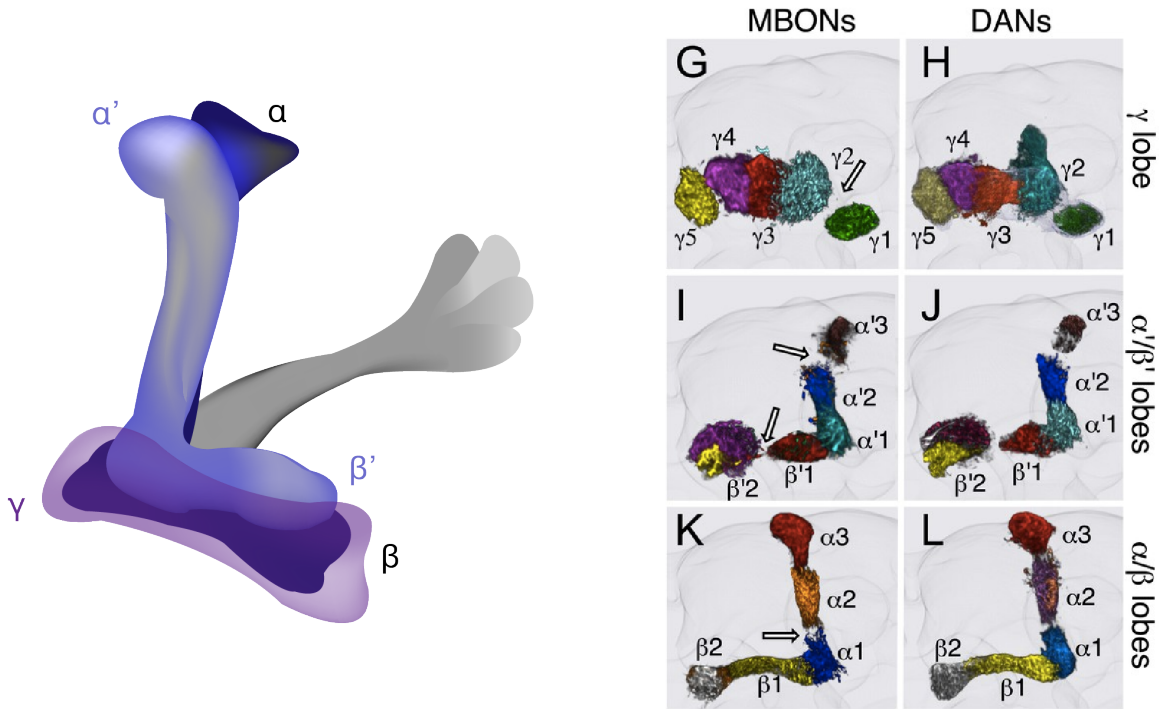 α’
α
β’
γ
β
MBONs
DANs
G
γ4
γ2
γ5
γ3
γ1
H
γ4
γ2
γ5
γ3
γ1
γ lobe
I
α'3
α'2
α'1
β'2
β'1
J
α'3
α'2
α'1
β'2
β'1
α'/β' lobes
K
α3
α2
α1
β2
β1
L
α3
α2
α1
β2
β1
α/β lobes